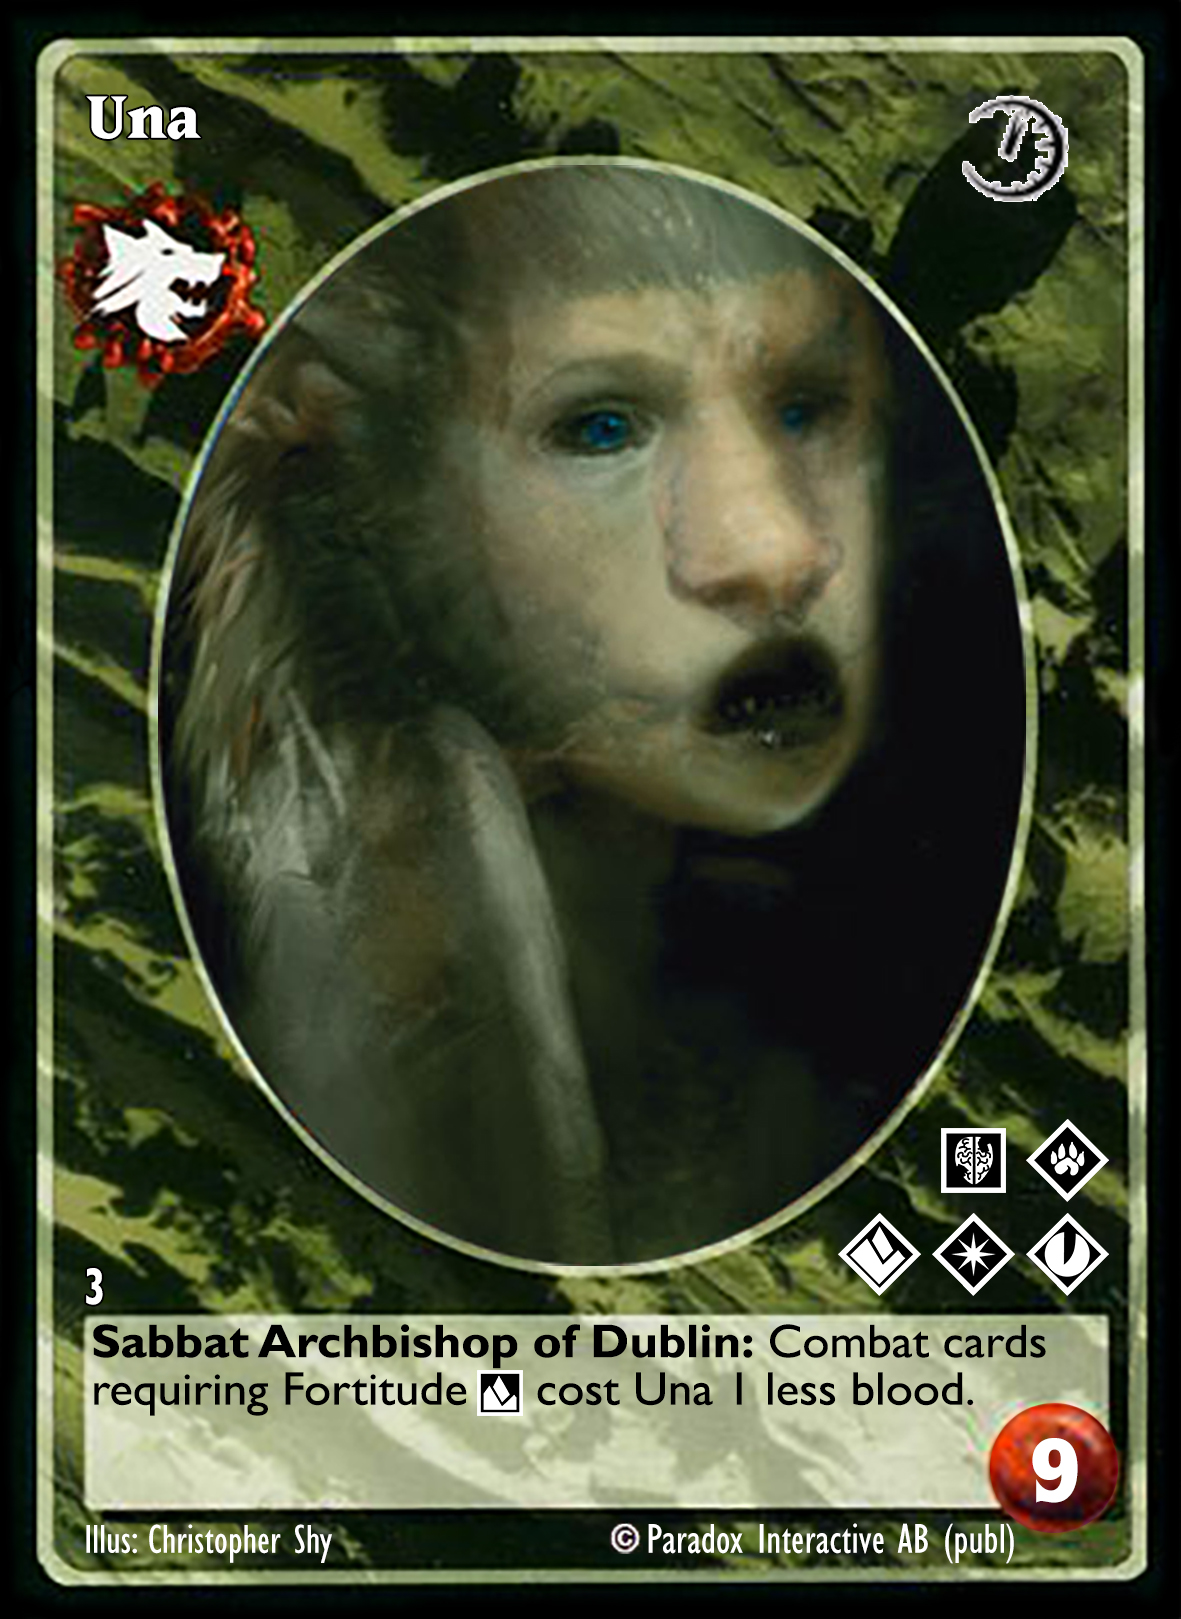 Una
3
Sabbat Archbishop of Dublin: Combat cards
requiring Fortitude cost Una 1 less blood.
9
Illus: Christopher Shy
© Paradox Interactive AB (publ)